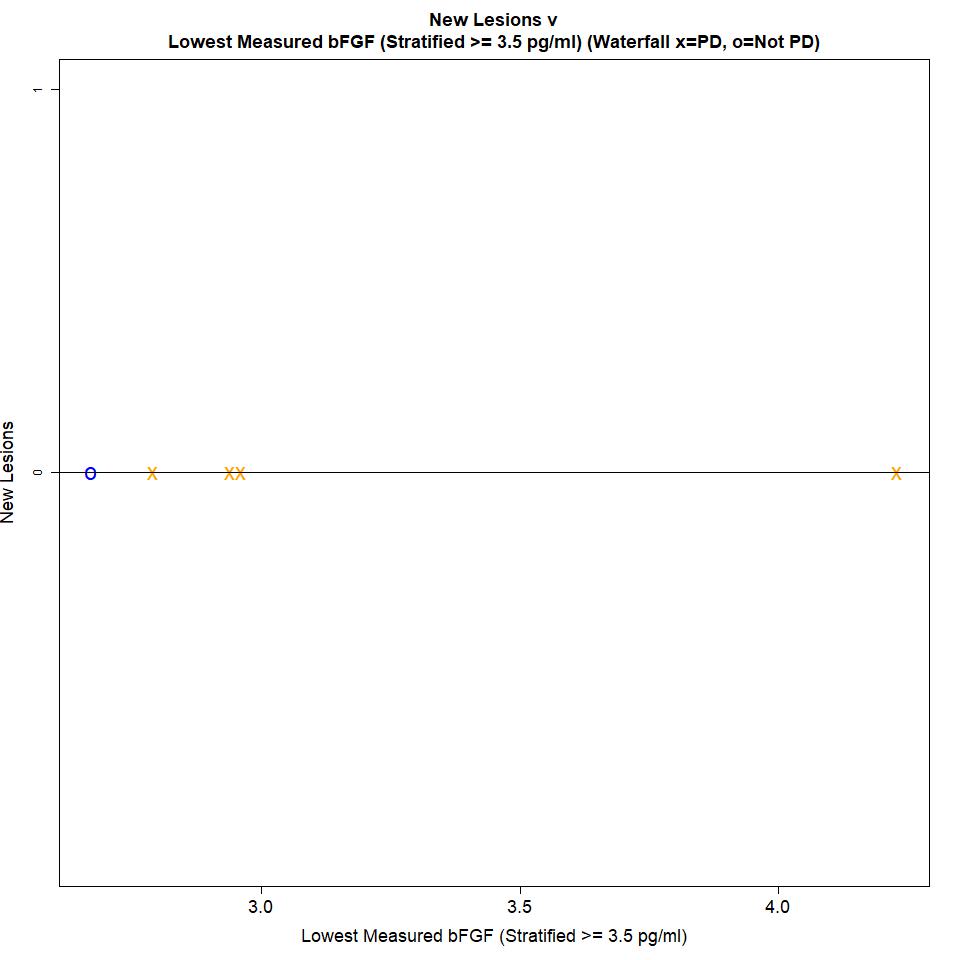 New Lesions v
Lowest Measured bFGF (Stratified >= 3.5 pg/ml) (Waterfall x=PD, o=Not PD)
1
0
New Lesions
o x x x x
3.0 3.5 4.0
Lowest Measured bFGF (Stratified >= 3.5 pg/ml)